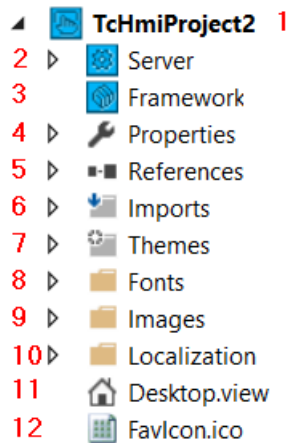 TcHmiProject2 1
2 Server
3 Framework
4 Properties
5 References
6 Imports
7 Themes
8 Fonts
9 Images
10 Localization
11 Desktop.view
12 FavIcon.ico